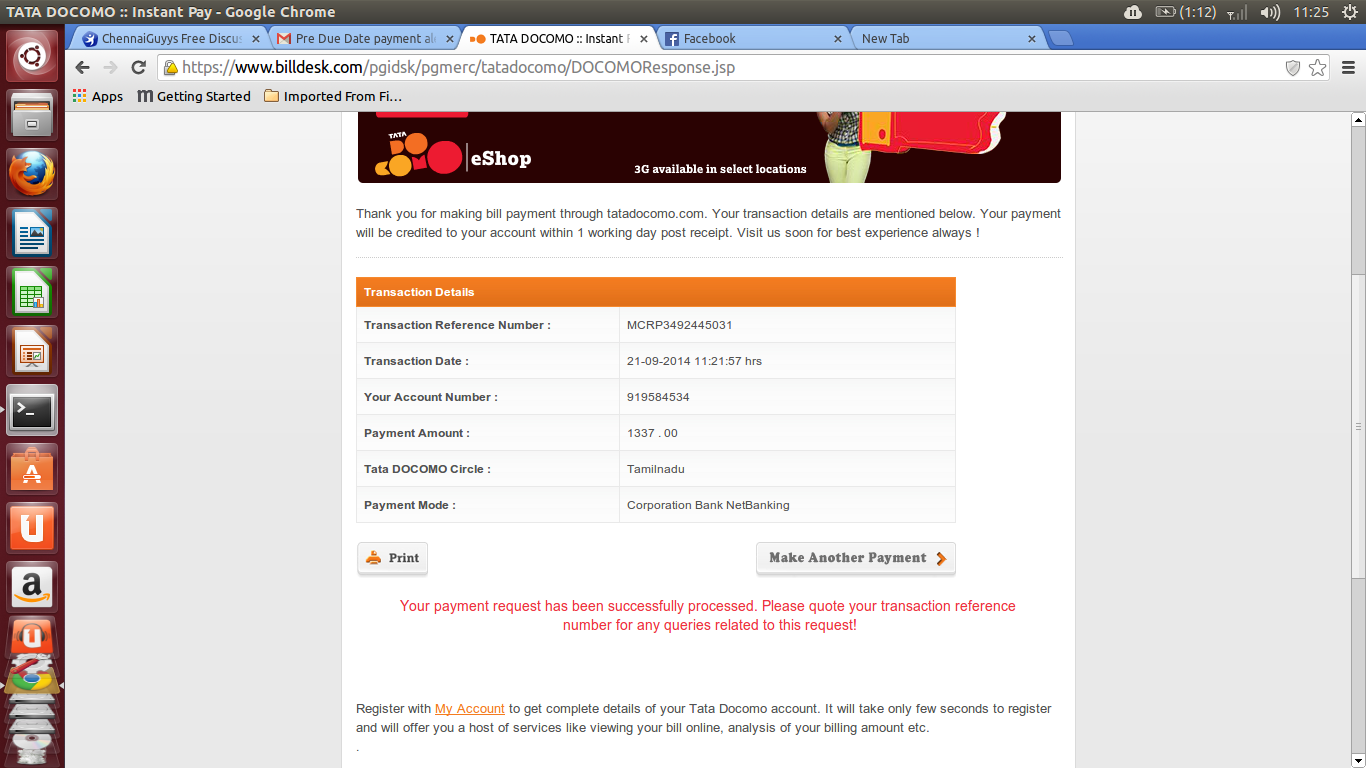 TATA DOCOMO :: Instant Pay - Google Chrome
(1:12)
11:25
ChennaiGuyys Free Discus
Pre Due Date payment al
TATA DOCOMO :: Instant
Facebook
New Tab
https://www.billdesk.com/pgidsk/pgmerc/tatadocomo/DOCOMOResponse.jsp
Apps
Getting Started
Imported From Fi...
TATA
DOCOMO
eShop
3G available in select locations
Thank you for making bill payment through tatadocomo.com. Your transaction details are mentioned below. Your payment
will be credited to your account within 1 working day post receipt. Visit us soon for best experience always !
Transaction Details
Transaction Reference Number : MCRP3492445031
Transaction Date : 21-09-2014 11:21:57 hrs
Your Account Number : 919584534
Payment Amount : 1337 . 00
Tata DOCOMO Circle : Tamilnadu
Payment Mode : Corporation Bank NetBanking
Print
Make Another Payment
Your payment request has been successfully processed. Please quote your transaction reference
number for any queries related to this request!
Register with My Account to get complete details of your Tata Docomo account. It will take only few seconds to register
and will offer you a host of services like viewing your bill online, analysis of your billing amount etc.
.